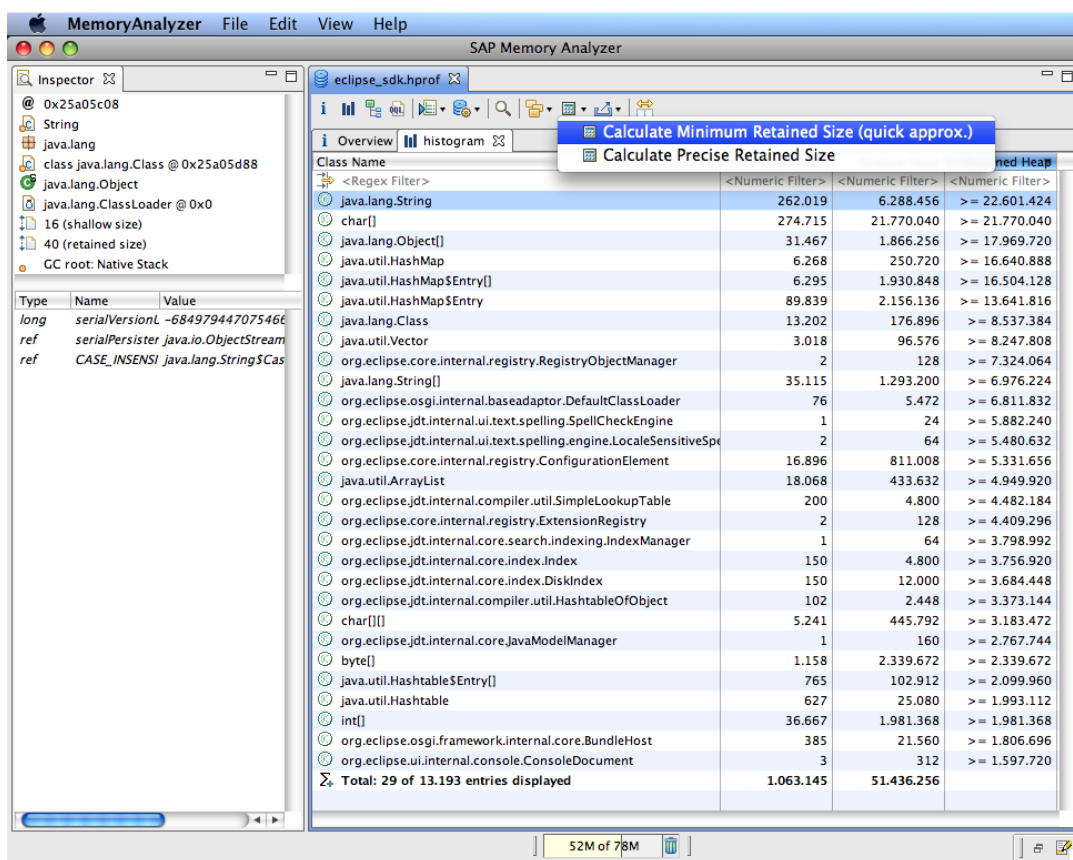 MemoryAnalyzer File Edit View Help
SAP Memory Analyzer
Inspector
@ 0x25a05c08
String
java.lang
class java.lang.Class @ 0x25a05d88
java.lang.Object
java.lang.ClassLoader @ 0x0
16 (shallow size)
40 (retained size)
GC root: Native Stack
Type Name Value
long serialVersionU -684979447075466
ref serialPersister java.io.ObjectStream
ref CASE_INSENSI java.lang.String$Cas
eclipse_sdk.hprof
i OQL
i Overview histogram
Calculate Minimum Retained Size (quick approx.)
Calculate Precise Retained Size
Class Name ned Heap
<Regex Filter> <Numeric Filter> <Numeric Filter> <Numeric Filter>
java.lang.String 262.019 6.288.456 >= 22.601.424
char[] 274.715 21.770.040 >= 21.770.040
java.lang.Object[] 31.467 1.866.256 >= 17.969.720
java.util.HashMap 6.268 250.720 >= 16.640.888
java.util.HashMap$Entry[] 6.295 1.930.848 >= 16.504.128
java.util.HashMap$Entry 89.839 2.156.136 >= 13.641.816
java.lang.Class 13.202 176.896 >= 8.537.384
java.util.Vector 3.018 96.576 >= 8.247.808
org.eclipse.core.internal.registry.RegistryObjectManager 2 128 >= 7.324.064
java.lang.String[] 35.115 1.293.200 >= 6.976.224
org.eclipse.osgi.internal.baseadaptor.DefaultClassLoader 76 5.472 >= 6.811.832
org.eclipse.jdt.internal.ui.text.spelling.SpellCheckEngine 1 24 >= 5.882.240
org.eclipse.jdt.internal.ui.text.spelling.engine.LocaleSensitiveSpe 2 64 >= 5.480.632
org.eclipse.core.internal.registry.ConfigurationElement 16.896 811.008 >= 5.331.656
java.util.ArrayList 18.068 433.632 >= 4.949.920
org.eclipse.jdt.internal.compiler.util.SimpleLookupTable 200 4.800 >= 4.482.184
org.eclipse.core.internal.registry.ExtensionRegistry 2 128 >= 4.409.296
org.eclipse.jdt.internal.core.search.indexing.IndexManager 1 64 >= 3.798.992
org.eclipse.jdt.internal.core.index.Index 150 4.800 >= 3.756.920
org.eclipse.jdt.internal.core.index.DiskIndex 150 12.000 >= 3.684.448
org.eclipse.jdt.internal.compiler.util.HashtableOfObject 102 2.448 >= 3.373.144
char[][] 5.241 445.792 >= 3.183.472
org.eclipse.jdt.internal.core.JavaModelManager 1 160 >= 2.767.744
byte[] 1.158 2.339.672 >= 2.339.672
java.util.Hashtable$Entry[] 765 102.912 >= 2.099.960
java.util.Hashtable 627 25.080 >= 1.993.112
int[] 36.667 1.981.368 >= 1.981.368
org.eclipse.osgi.framework.internal.core.BundleHost 385 21.560 >= 1.806.696
org.eclipse.ui.internal.console.ConsoleDocument 3 312 >= 1.597.720
Total: 29 of 13.193 entries displayed 1.063.145 51.436.256
52M of 78M